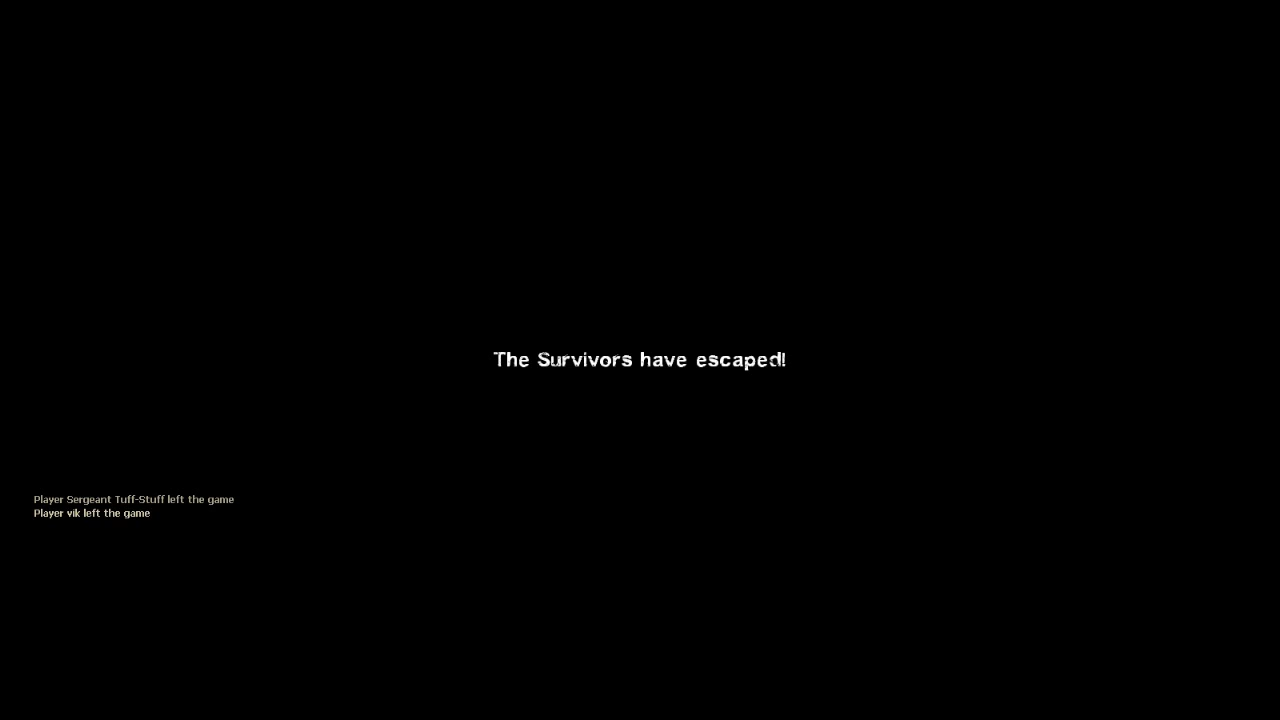 The Survivors have escaped!
Player Sergeant Tuff-Stuff left the game
Player vik left the game